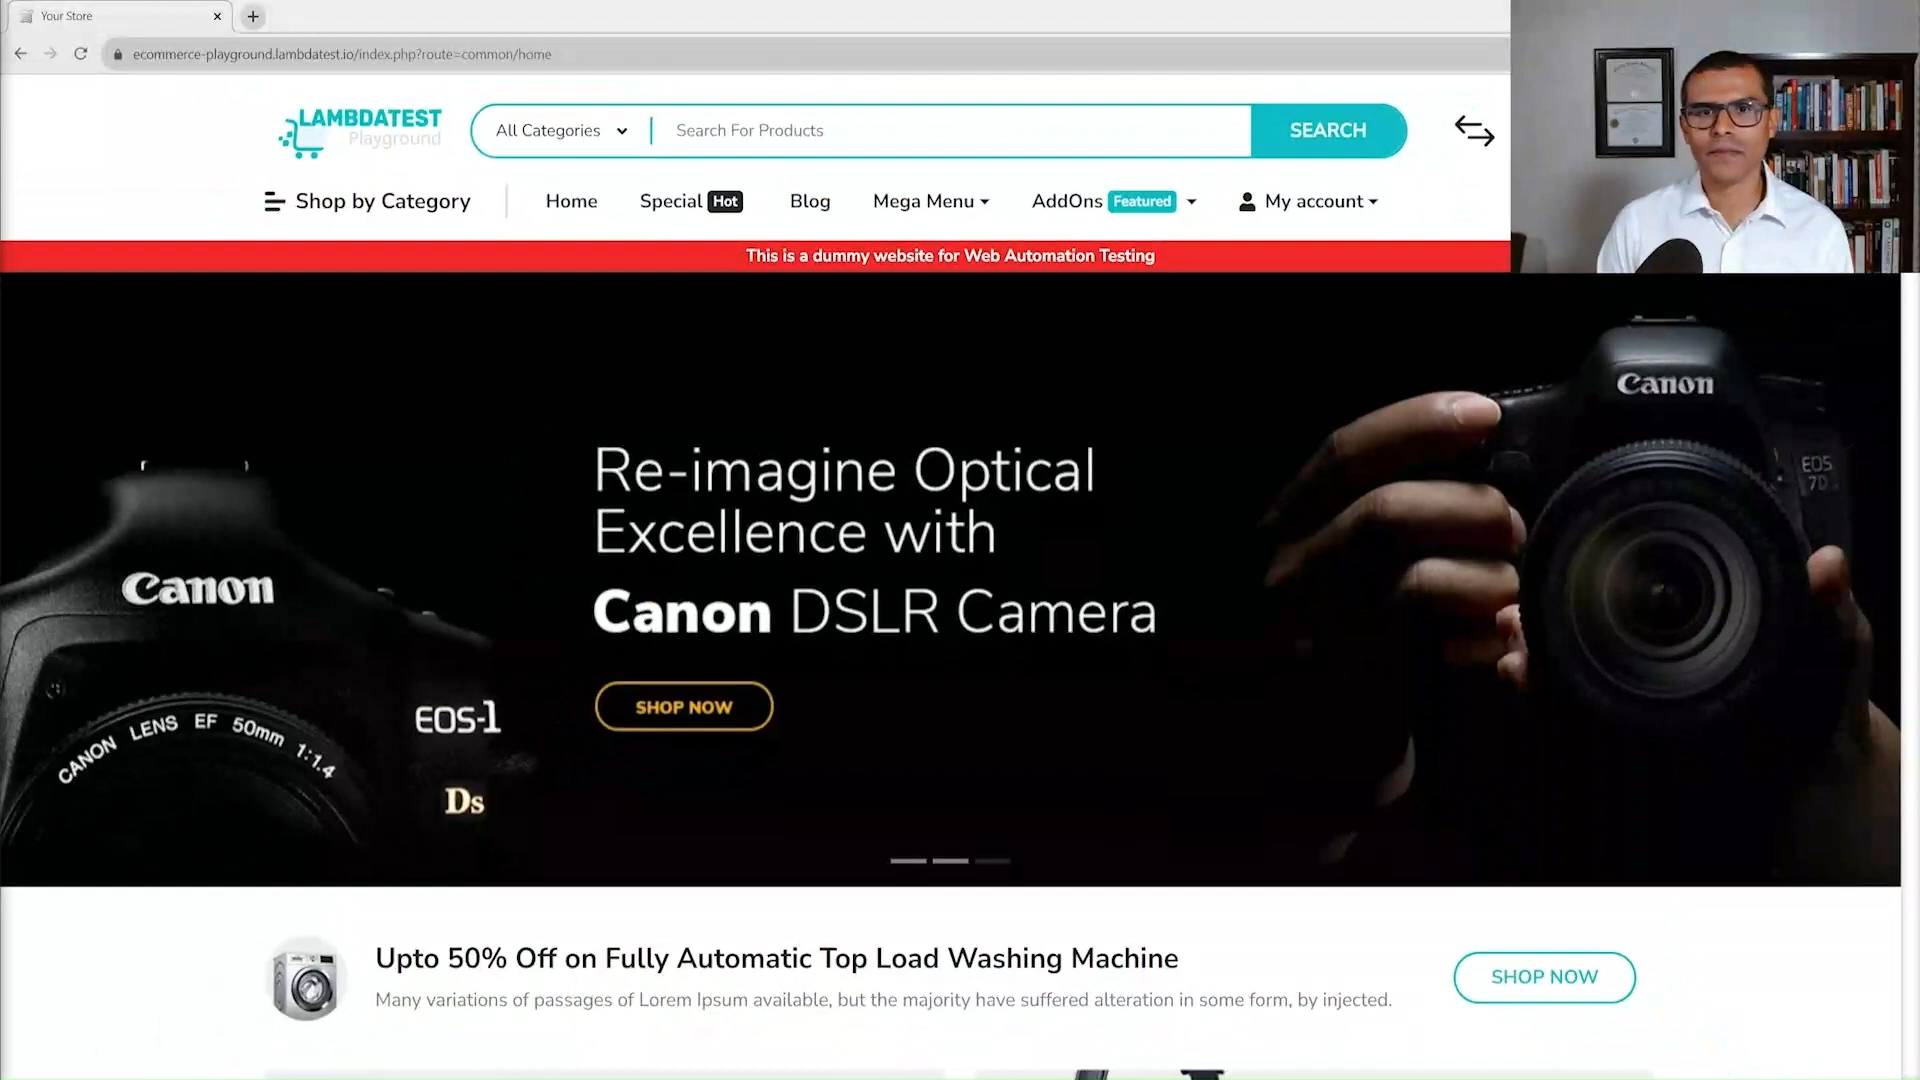 Your Store
ecommerce-playground.lambdatest.io/index.php?route=common/home
LAMBDATEST
Playground
All Categories
Search For Products
SEARCH
Shop by Category
Home
Special Hot
Blog
Mega Menu
AddOns Featured
My account
This is a dummy website for Web Automation Testing
Re-imagine Optical
Excellence with
Canon DSLR Camera
SHOP NOW
Canon
EOS
7D
Canon
CANON LENS EF 50mm 1:1.4
EOS-1
Ds
Upto 50% Off on Fully Automatic Top Load Washing Machine
Many variations of passages of Lorem Ipsum available, but the majority have suffered alteration in some form, by injected.
SHOP NOW